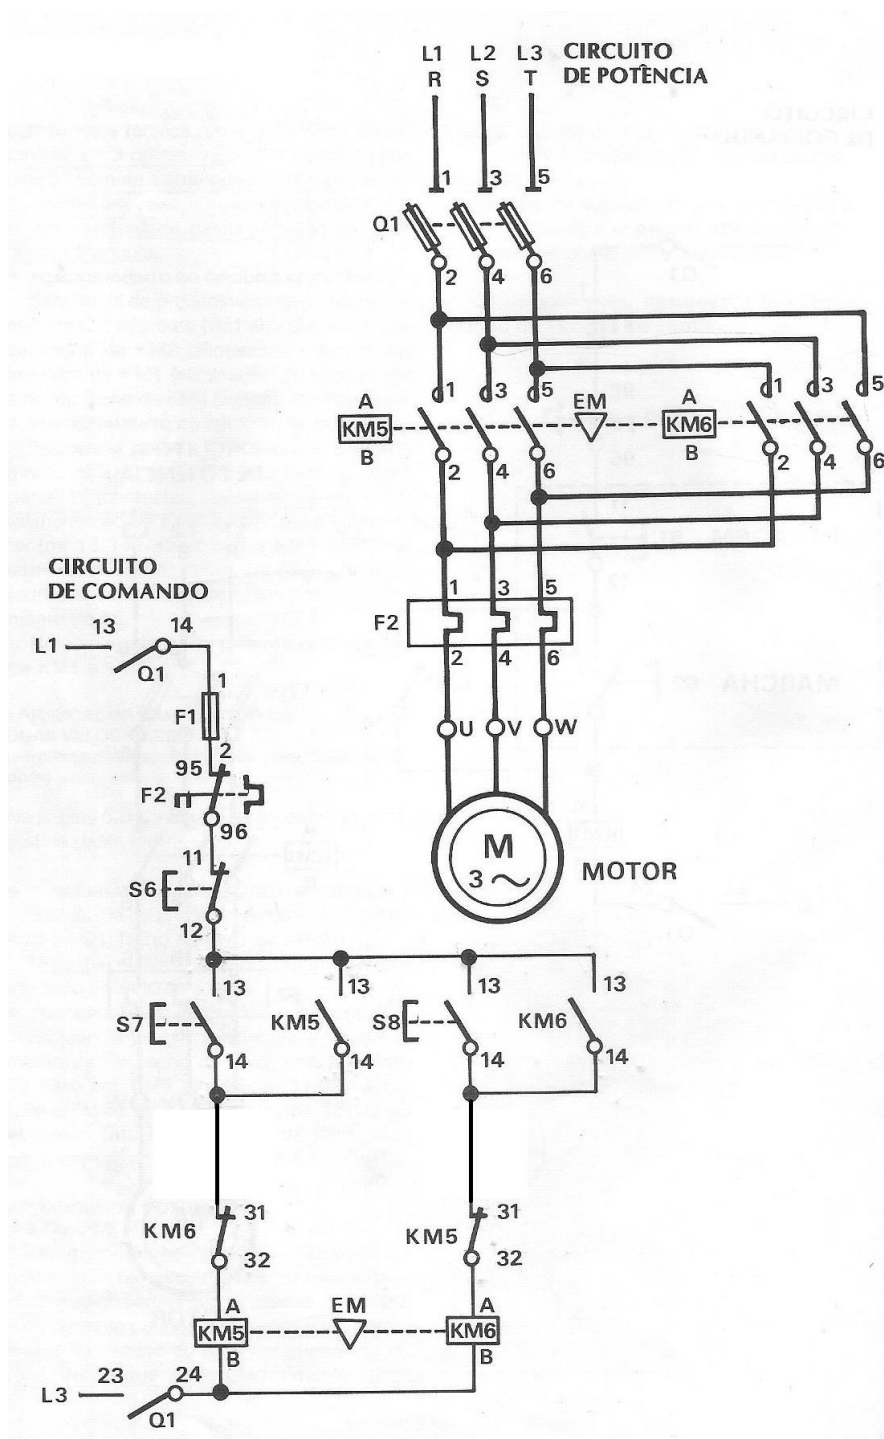 L1 L2 L3 CIRCUITO
R S T DE POTÊNCIA
1 3 5
Q1
2 4 6
1 3 5 1 3 5
A EM A
KM5 KM6
B B
2 4 6 2 4 6
CIRCUITO
DE COMANDO
1 3 5
F2
2 4 6
L1 13 14
Q1
1
F1
2
U V W
95
F2
96
M
3 ~
MOTOR
11
S6
12
13 13 13 13
S7 KM5 S8 KM6
14 14 14 14
31 31
KM6 KM5
32 32
A EM A
KM5 KM6
B B
L3 23 24
Q1